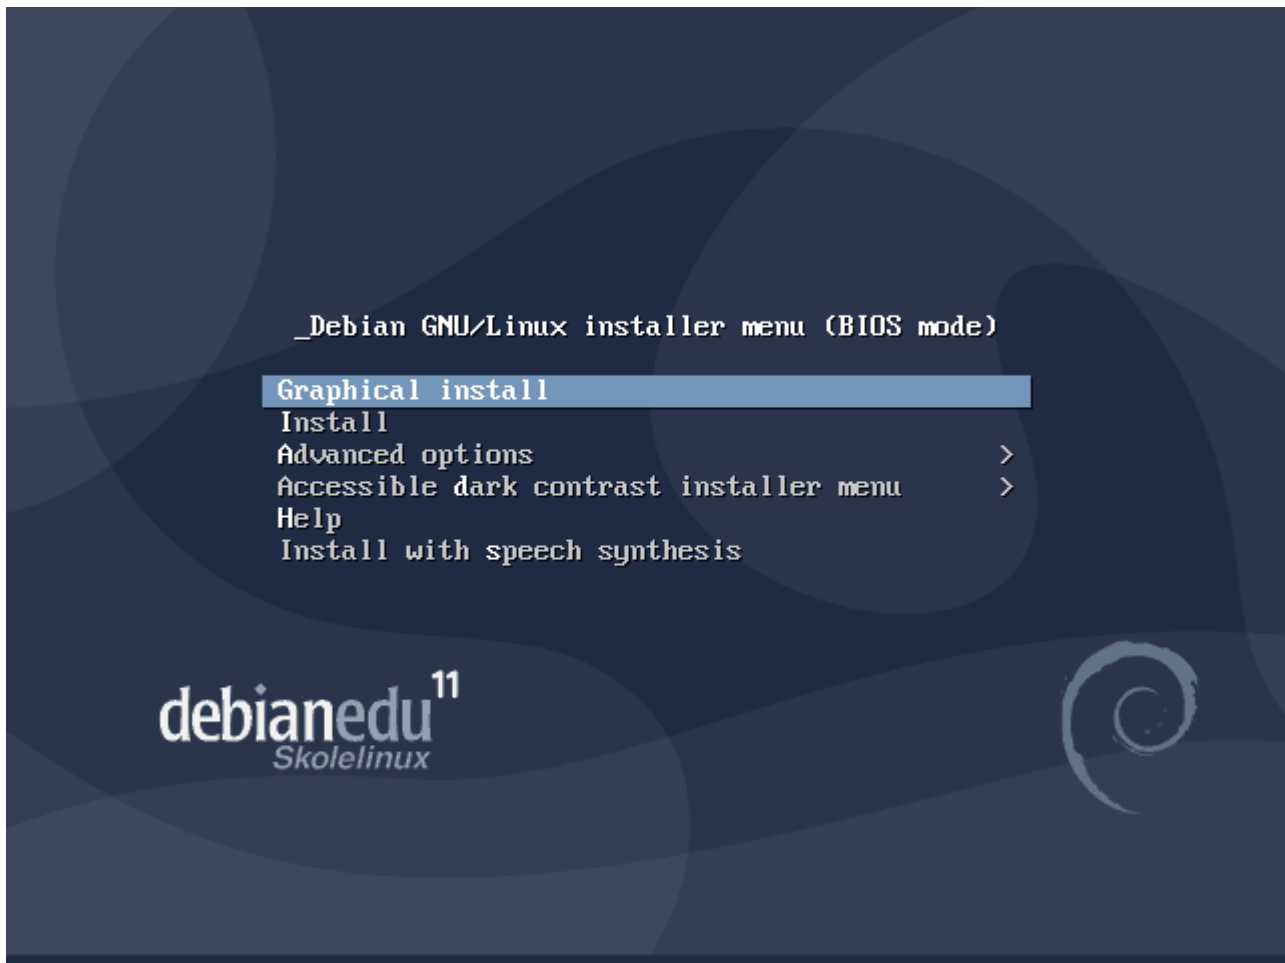 _Debian GNU/Linux installer menu (BIOS mode)
Graphical install
Install
Advanced options >
Accessible dark contrast installer menu >
Help
Install with speech synthesis
debianedu 11
Skolelinux